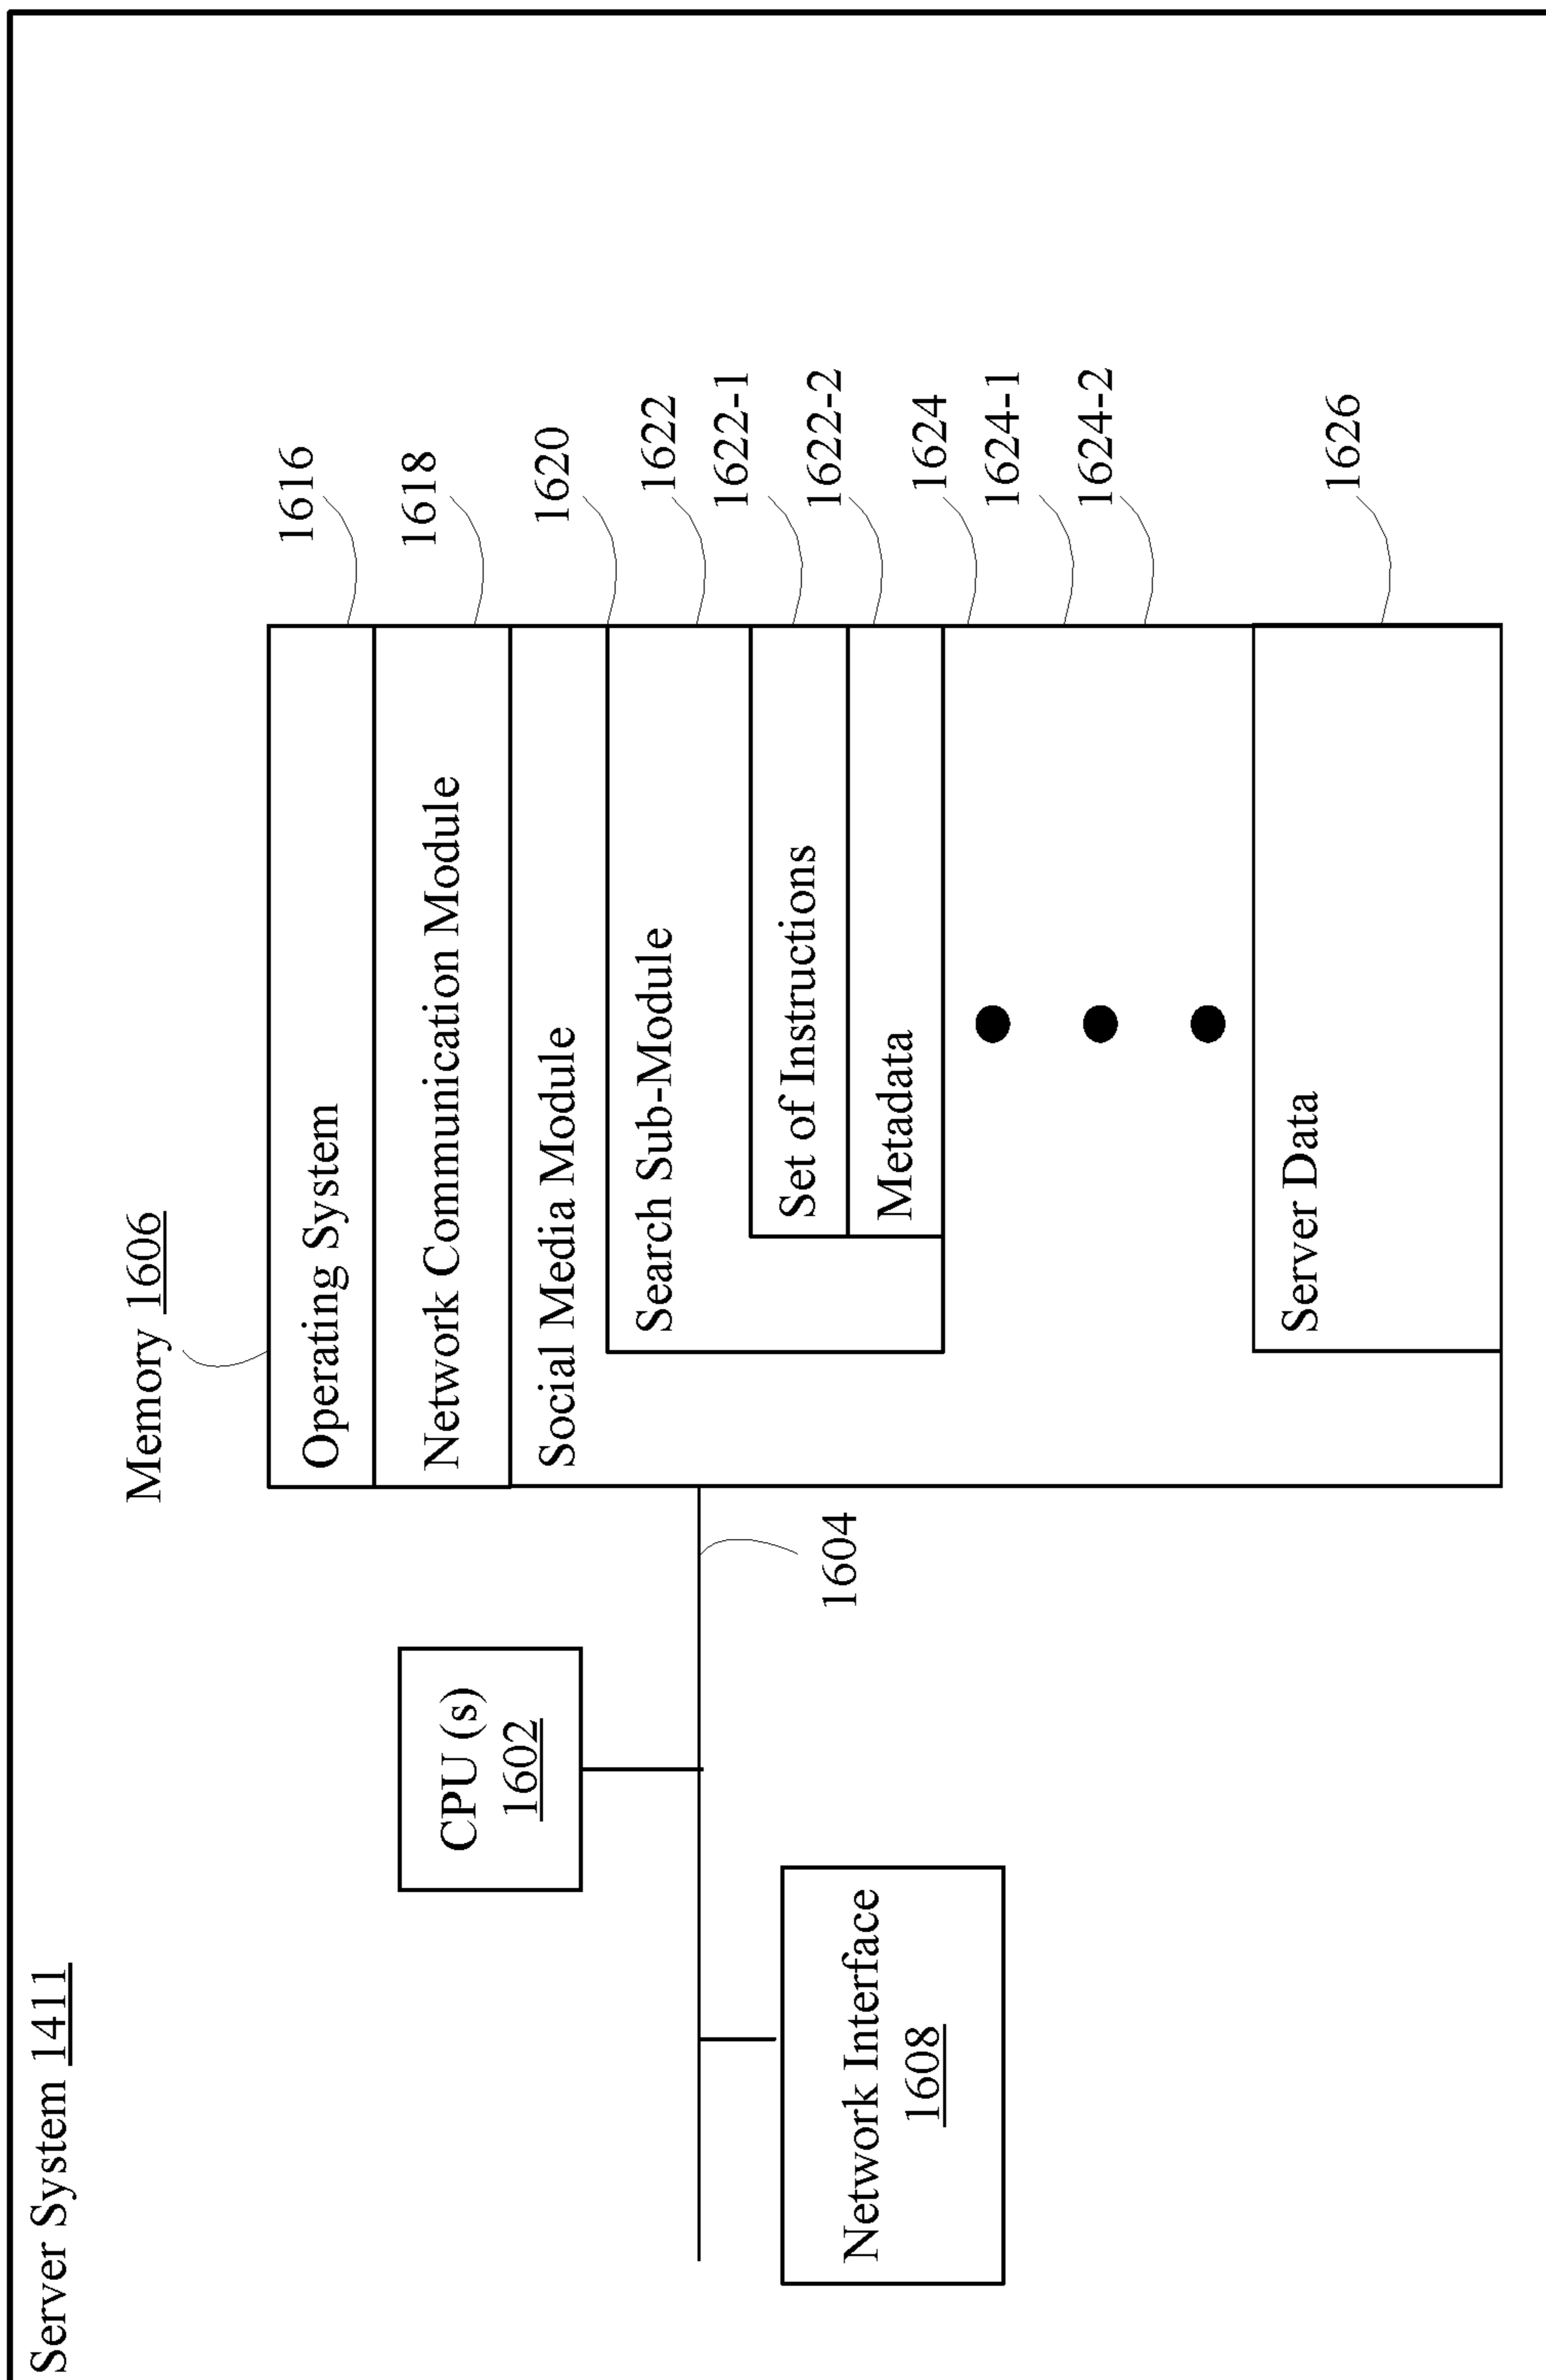 Server System 1411
Memory 1606
Operating System
1616
Network Communication Module
1618
Social Media Module
1620
Search Sub-Module
1622
Set of Instructions
1622-1
Metadata
1622-2
1624
1624-1
1624-2
Server Data
1626
CPU (s)
1602
1604
Network Interface
1608